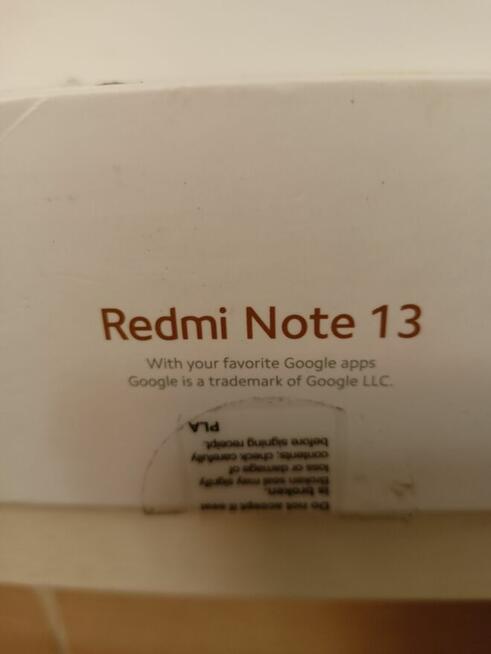 Redmi Note 13
With your favorite Google apps
Google is a trademark of Google LLC.
Do not accept if seal
is broken.
Broken seal may signify
loss or damage of
contents; check carefully
before signing receipt.
PLA